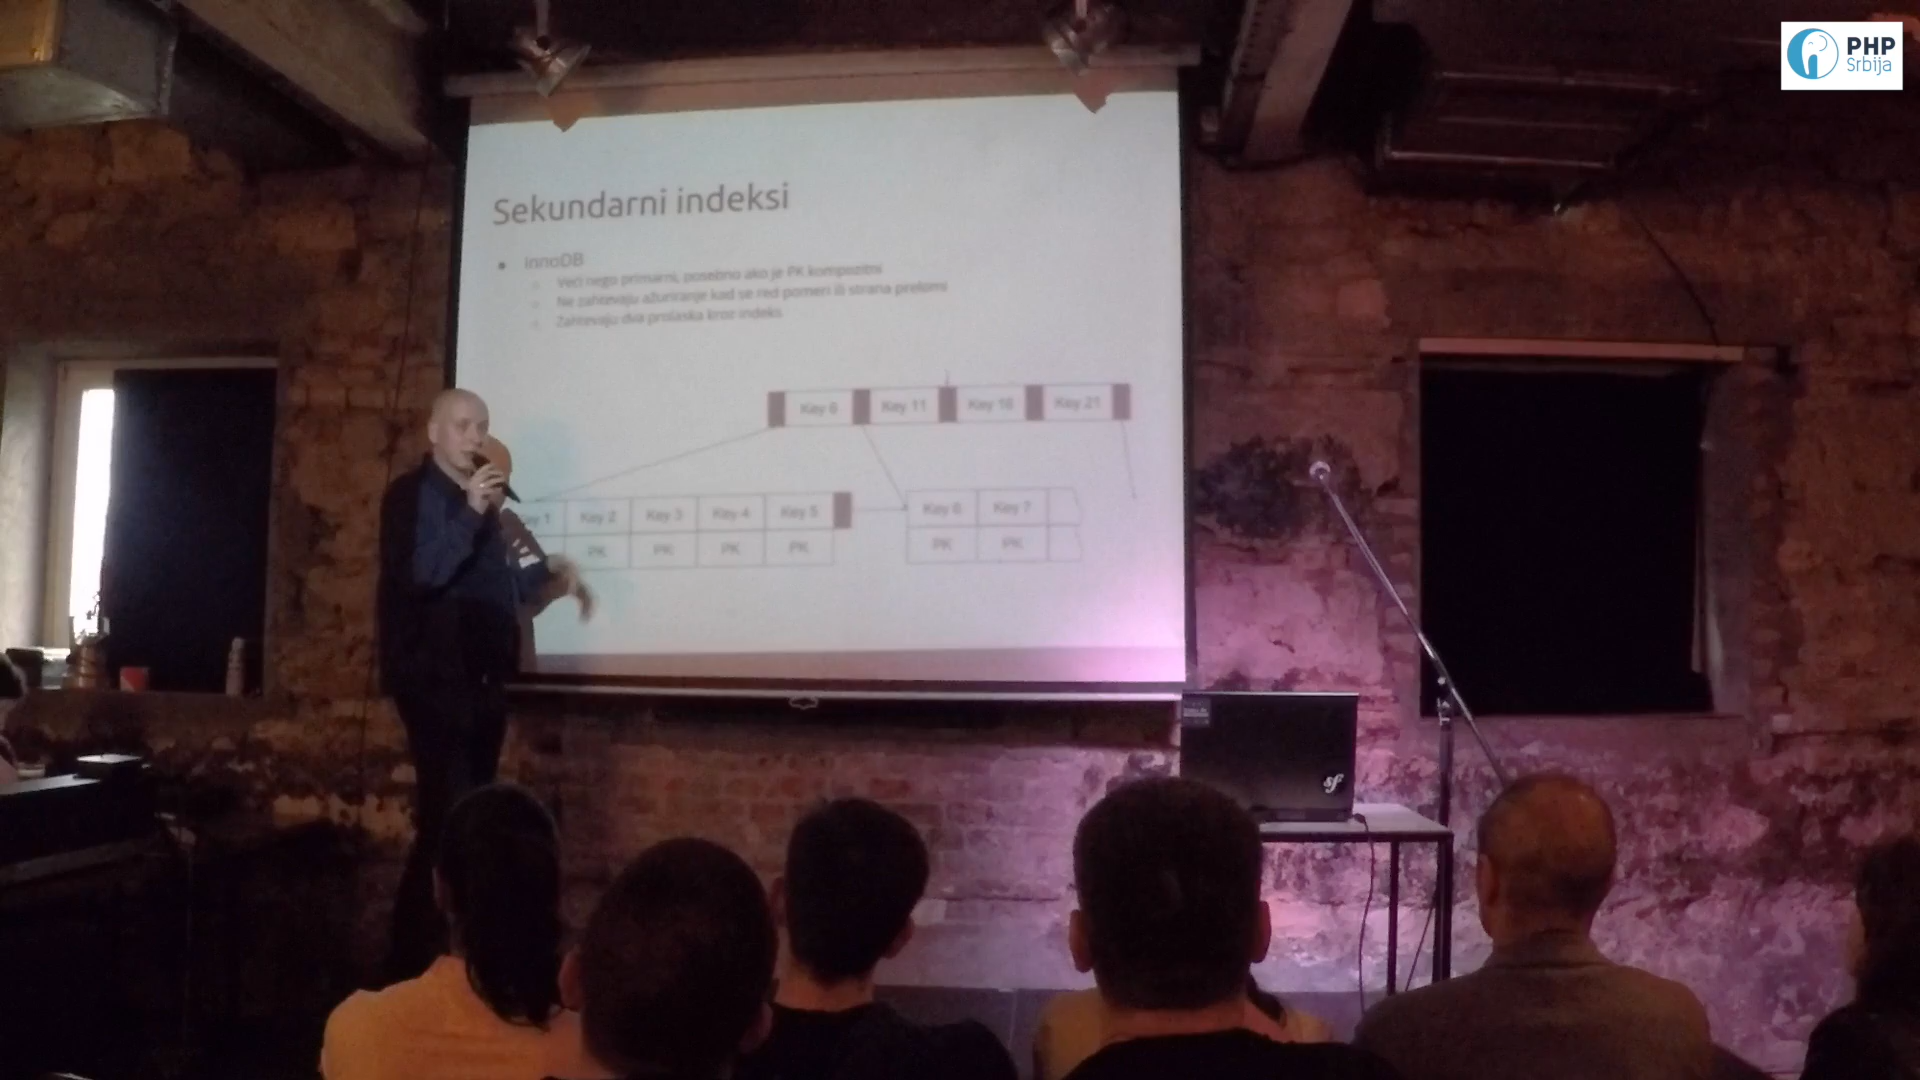 PHP
Srbija
Sekundarni indeksi
InnoDB
Veći nego primarni, posebno ako je PK kompozitni
Ne zahtevaju ažuriranje kad se red pomeri ili strana prelomi
Zahtevaju dva prolaska kroz indeks
Key 6 Key 11 Key 16 Key 21
Key 2 Key 3 Key 4 Key 5 Key 6 Key 7
PK PK PK PK PK PK
sf